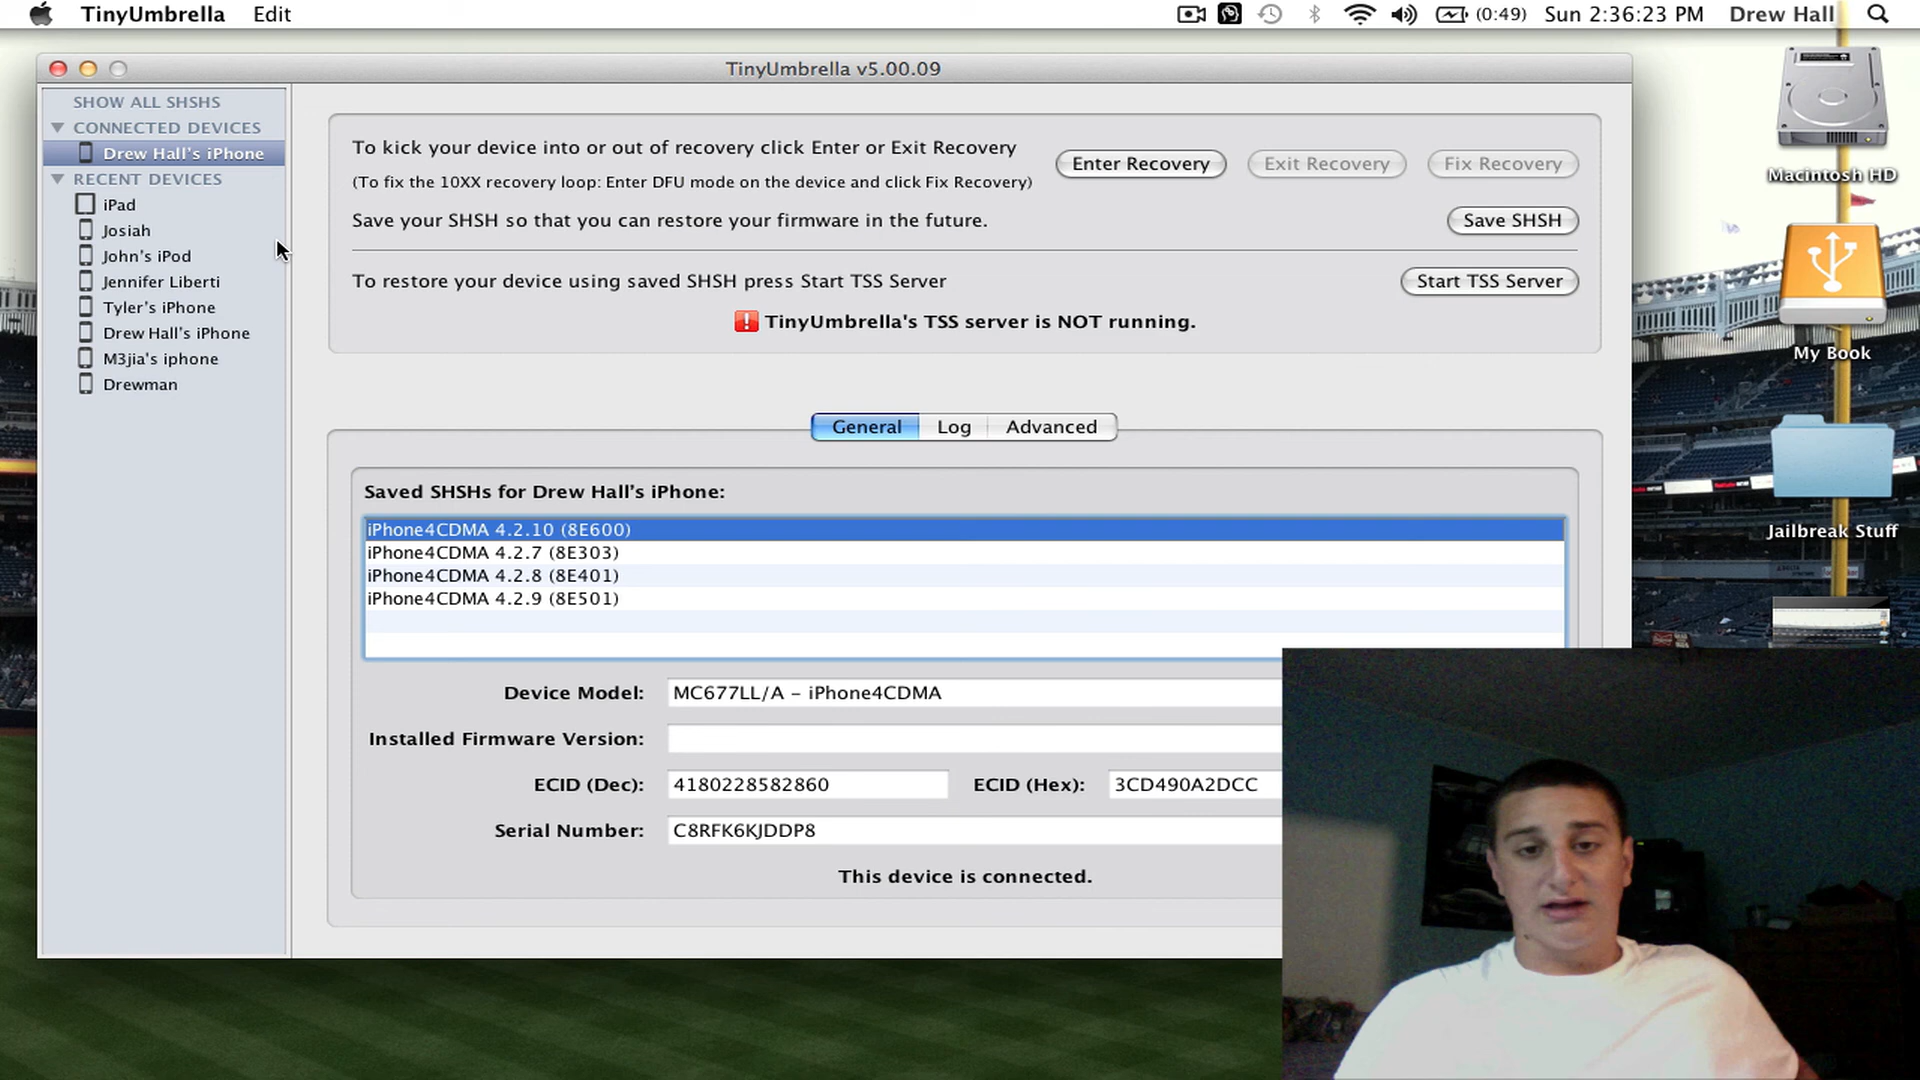 TinyUmbrella Edit (0:49) Sun 2:36:23 PM Drew Hall
TinyUmbrella v5.00.09
SHOW ALL SHSHS
CONNECTED DEVICES
Drew Hall's iPhone
RECENT DEVICES
iPad
Josiah
John's iPod
Jennifer Liberti
Tyler's iPhone
Drew Hall's iPhone
M3jia's iphone
Drewman
To kick your device into or out of recovery click Enter or Exit Recovery
(To fix the 10XX recovery loop: Enter DFU mode on the device and click Fix Recovery)
Enter Recovery
Exit Recovery
Fix Recovery
Save your SHSH so that you can restore your firmware in the future.
Save SHSH
To restore your device using saved SHSH press Start TSS Server
Start TSS Server
TinyUmbrella's TSS server is NOT running.
General Log Advanced
Saved SHSHs for Drew Hall's iPhone:
iPhone4CDMA 4.2.10 (8E600)
iPhone4CDMA 4.2.7 (8E303)
iPhone4CDMA 4.2.8 (8E401)
iPhone4CDMA 4.2.9 (8E501)
Device Model: MC677LL/A - iPhone4CDMA
Installed Firmware Version:
ECID (Dec): 4180228582860 ECID (Hex): 3CD490A2DCC
Serial Number: C8RFK6KJDDP8
This device is connected.
Macintosh HD
My Book
Jailbreak Stuff